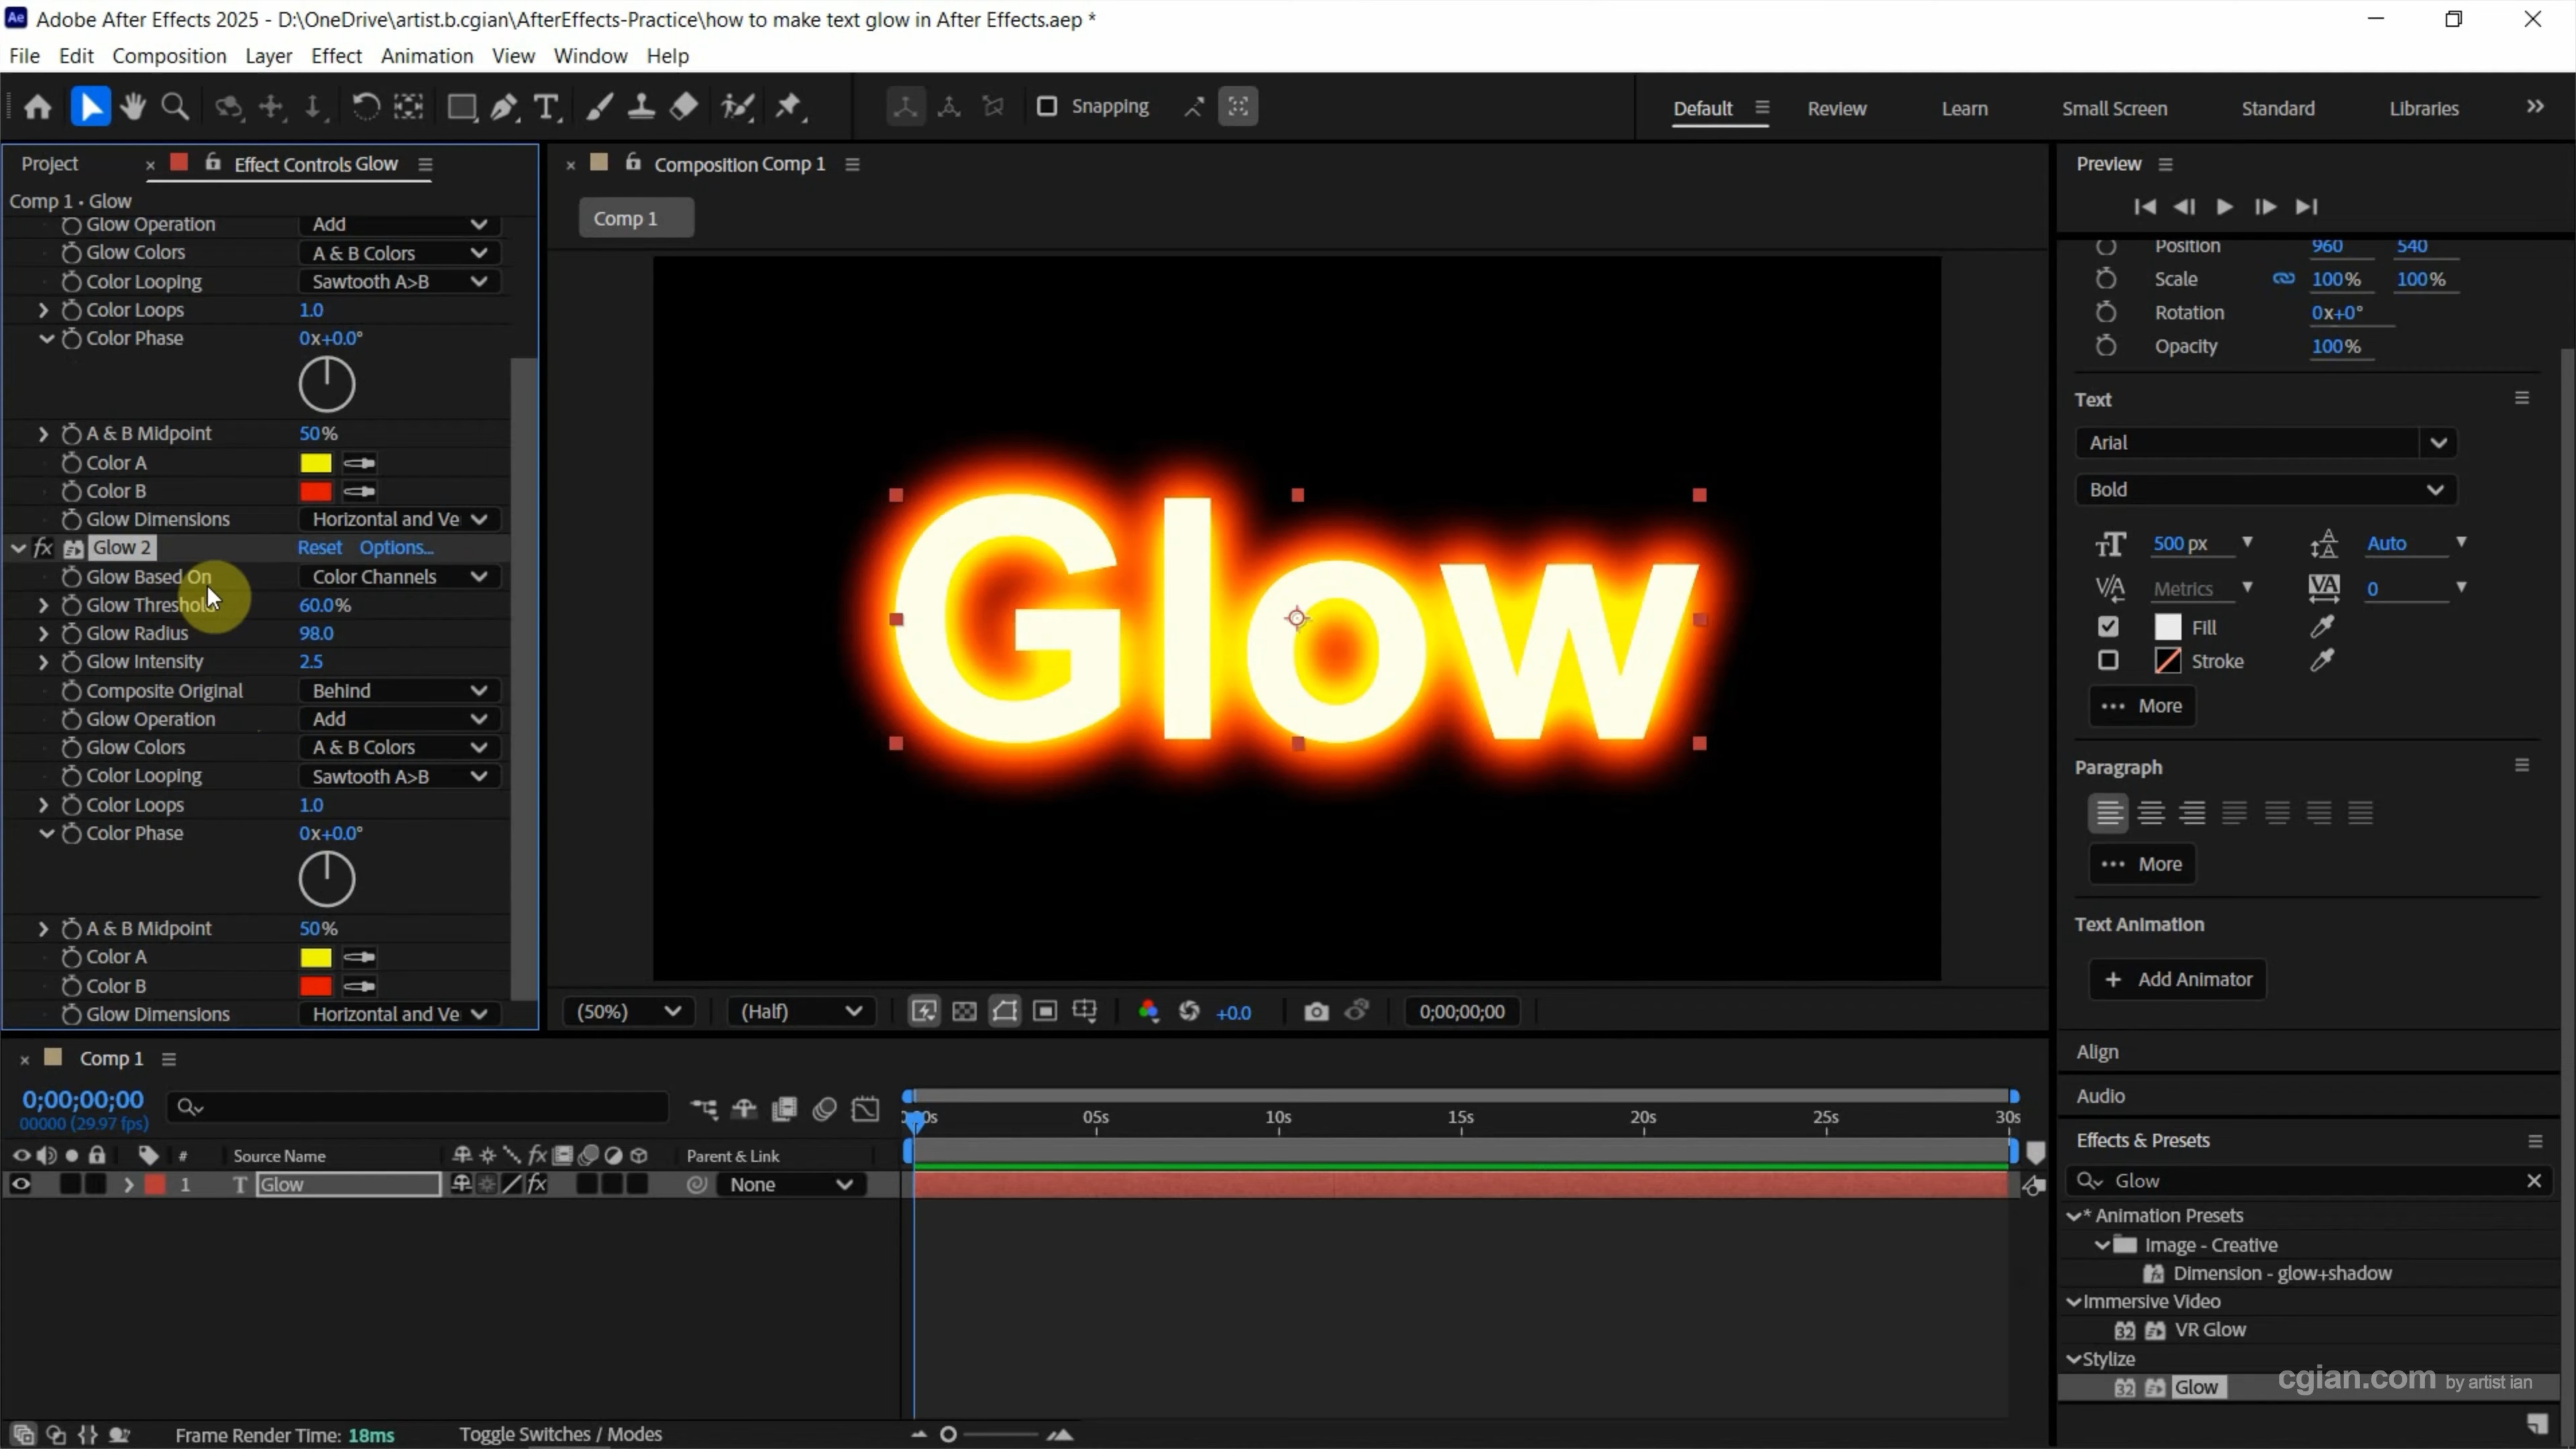 Ae Adobe After Effects 2025 - D:\OneDrive\artist.b.cgian\AfterEffects-Practice\how to make text glow in After Effects.aep *
File Edit Composition Layer Effect Animation View Window Help
Snapping
Default Review Learn Small Screen Standard Libraries
Project Effect Controls Glow
Comp 1 • Glow
Glow Operation Add
Glow Colors A & B Colors
Color Looping Sawtooth A>B
Color Loops 1.0
Color Phase 0x+0.0°
A & B Midpoint 50%
Color A
Color B
Glow Dimensions Horizontal and Ve
fx Glow 2 Reset Options...
Glow Based On Color Channels
Glow Threshold 60.0%
Glow Radius 98.0
Glow Intensity 2.5
Composite Original Behind
Glow Operation Add
Glow Colors A & B Colors
Color Looping Sawtooth A>B
Color Loops 1.0
Color Phase 0x+0.0°
A & B Midpoint 50%
Color A
Color B
Glow Dimensions Horizontal and Ve
Composition Comp 1
Comp 1
Glow
(50%) (Half) +0.0 0;00;00;00
Preview
Position 960 540
Scale 100% 100%
Rotation 0x+0°
Opacity 100%
Text
Arial
Bold
500 px Auto
Metrics 0
Fill
Stroke
More
Paragraph
More
Text Animation
+ Add Animator
Align
Audio
Effects & Presets
Glow
* Animation Presets
Image - Creative
Dimension - glow+shadow
Immersive Video
32 VR Glow
Stylize
32 Glow
cgian.com by artist ian
Comp 1
0;00;00;00
00000 (29.97 fps)
05s 10s 15s 20s 25s 30s
# Source Name fx Parent & Link
1 T Glow fx None
Frame Render Time: 18ms Toggle Switches / Modes